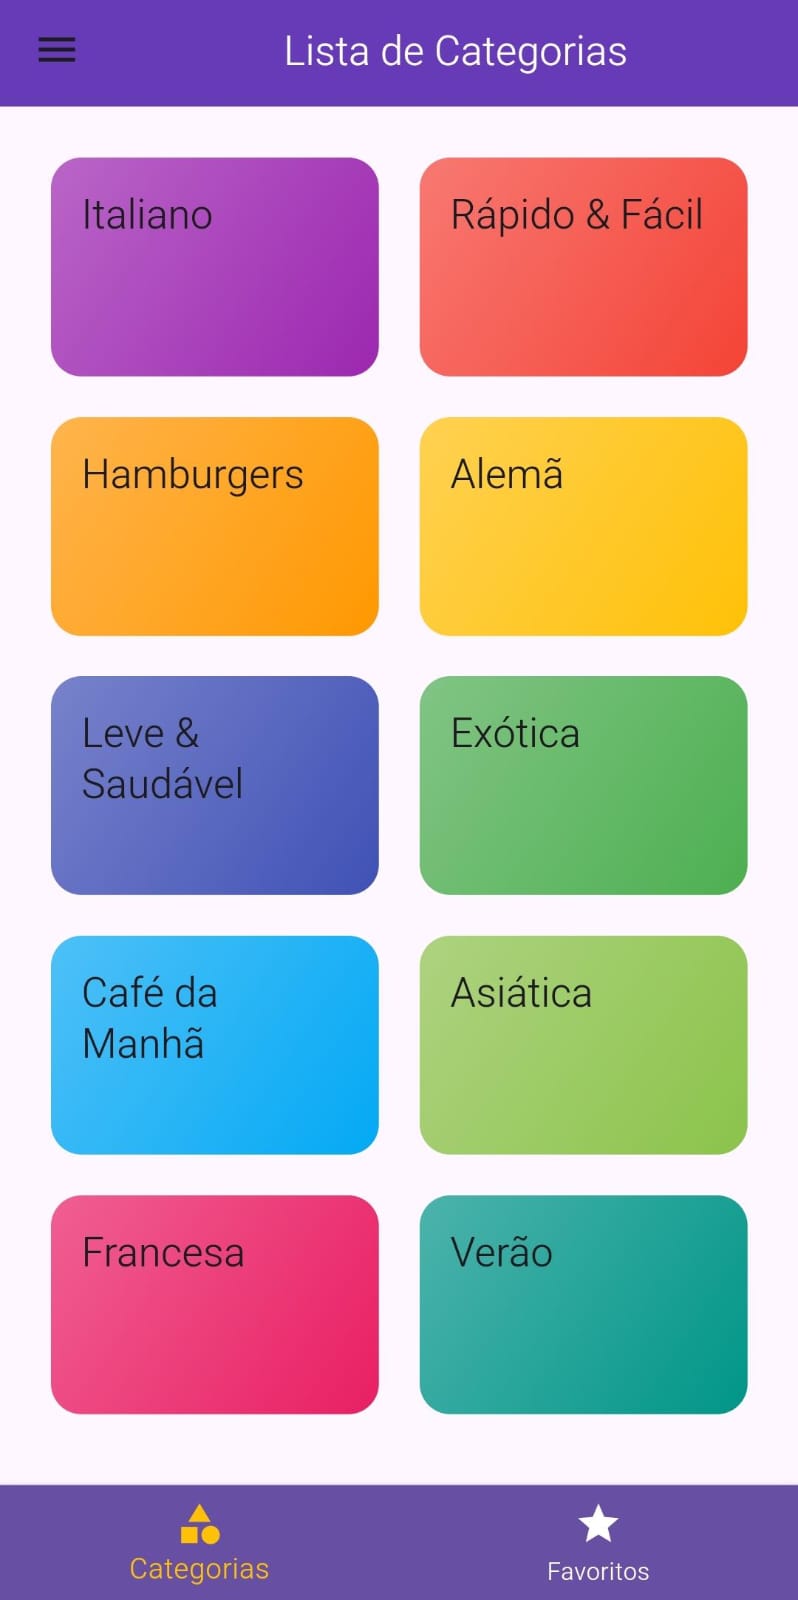 Lista de Categorias
Italiano
Rápido & Fácil
Hamburgers
Alemã
Leve &
Saudável
Exótica
Café da
Manhã
Asiática
Francesa
Verão
Categorias
Favoritos